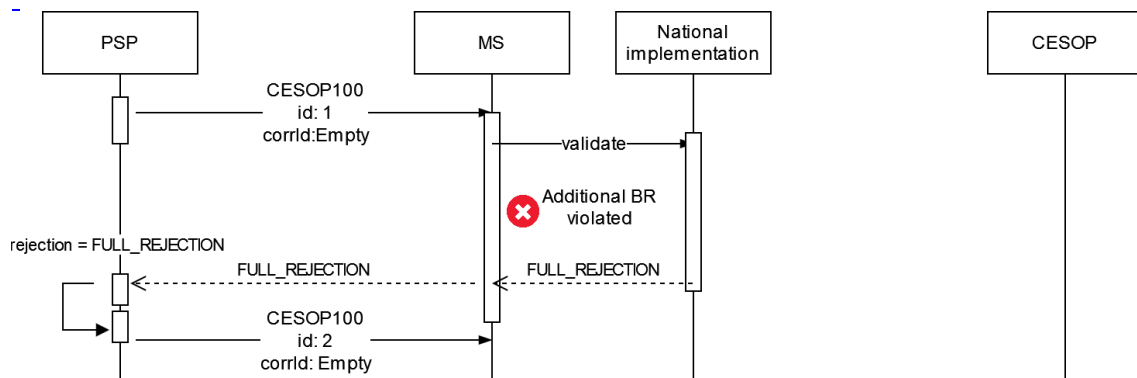 PSP
MS
National
implementation
CESOP
CESOP100
id: 1
corrId:Empty
validate
Additional BR
violated
rejection = FULL_REJECTION
FULL_REJECTION
FULL_REJECTION
CESOP100
id: 2
corrId: Empty